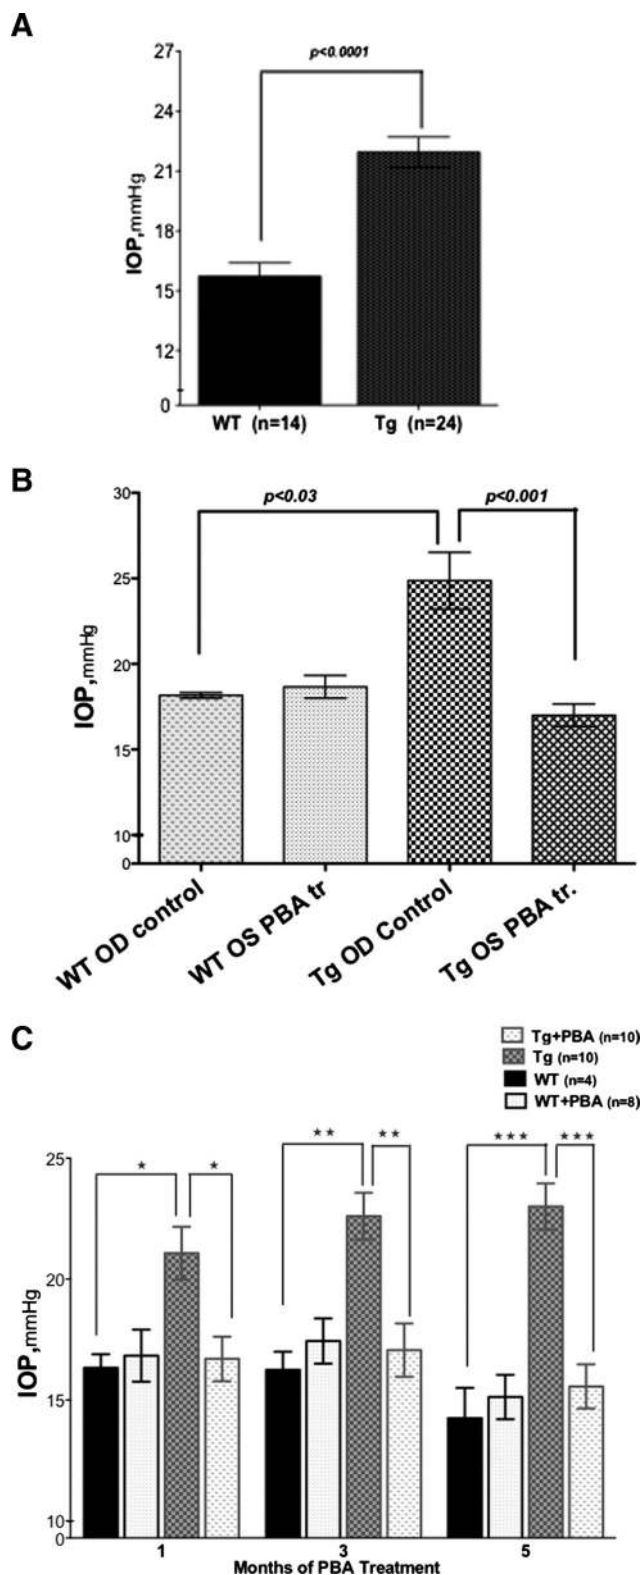 A
p<0.0001
27
24
21
18
15
12
0
IOP,mmHg
WT (n=14)
Tg (n=24)
B
p<0.03
p<0.001
30
25
20
15
10
0
IOP,mmHg
WT OD control
WT OS PBA tr
Tg OD Control
Tg OS PBA tr.
C
Tg+PBA (n=10)
Tg (n=10)
WT (n=4)
WT+PBA (n=8)
★ ★ ★★ ★★ ★★★ ★★★
25
20
15
10
0
IOP,mmHg
1 3 5
Months of PBA Treatment